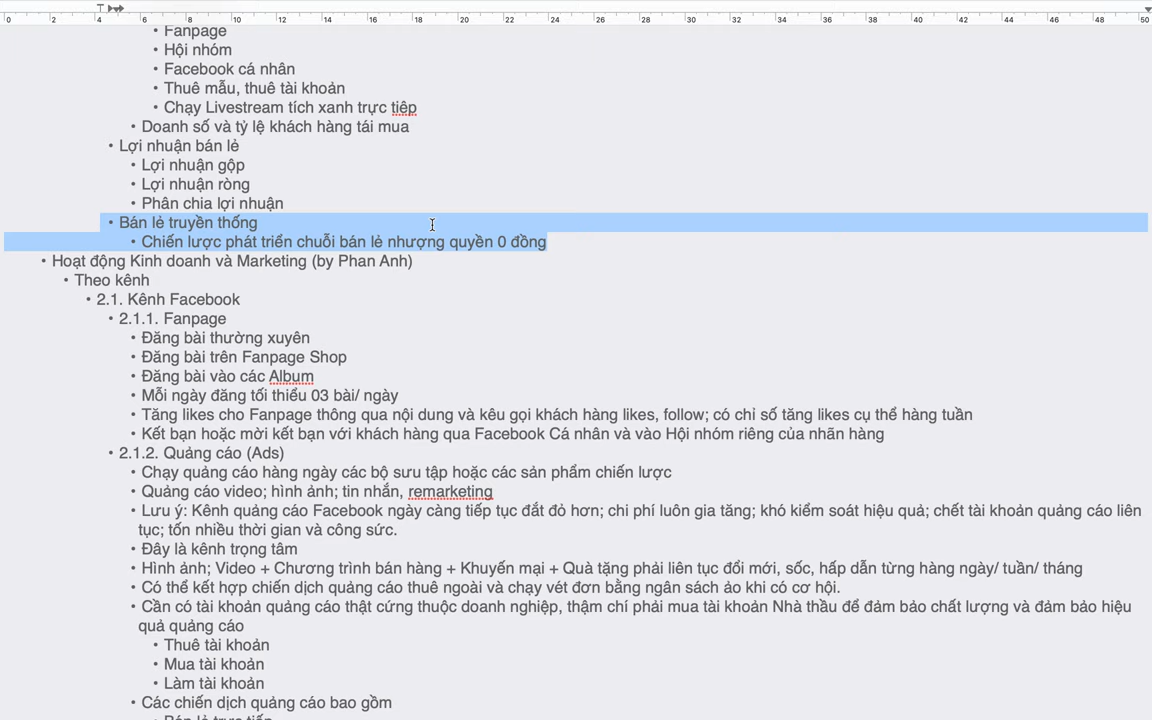 0 2 4 6 8 10 12 14 16 18 20 22 24 26 28 30 32 34 36 38 40 42 44 46 48 50
• Fanpage
• Hội nhóm
• Facebook cá nhân
• Thuê mẫu, thuê tài khoản
• Chạy Livestream tích xanh trực tiêp
• Doanh số và tỷ lệ khách hàng tái mua
• Lợi nhuận bán lẻ
• Lợi nhuận gộp
• Lợi nhuận ròng
• Phân chia lợi nhuận
• Bán lẻ truyền thống
• Chiến lược phát triển chuỗi bán lẻ nhượng quyền 0 đồng
• Hoạt động Kinh doanh và Marketing (by Phan Anh)
• Theo kênh
• 2.1. Kênh Facebook
• 2.1.1. Fanpage
• Đăng bài thường xuyên
• Đăng bài trên Fanpage Shop
• Đăng bài vào các Album
• Mỗi ngày đăng tối thiểu 03 bài/ ngày
• Tăng likes cho Fanpage thông qua nội dung và kêu gọi khách hàng likes, follow; có chỉ số tăng likes cụ thể hàng tuần
• Kết bạn hoặc mời kết bạn với khách hàng qua Facebook Cá nhân và vào Hội nhóm riêng của nhãn hàng
• 2.1.2. Quảng cáo (Ads)
• Chạy quảng cáo hàng ngày các bộ sưu tập hoặc các sản phẩm chiến lược
• Quảng cáo video; hình ảnh; tin nhắn, remarketing
• Lưu ý: Kênh quảng cáo Facebook ngày càng tiếp tục đắt đỏ hơn; chi phí luôn gia tăng; khó kiểm soát hiệu quả; chết tài khoản quảng cáo liên
tục; tốn nhiều thời gian và công sức.
• Đây là kênh trọng tâm
• Hình ảnh; Video + Chương trình bán hàng + Khuyến mại + Quà tặng phải liên tục đổi mới, sốc, hấp dẫn từng hàng ngày/ tuần/ tháng
• Có thể kết hợp chiến dịch quảng cáo thuê ngoài và chạy vét đơn bằng ngân sách ảo khi có cơ hội.
• Cần có tài khoản quảng cáo thật cứng thuộc doanh nghiệp, thậm chí phải mua tài khoản Nhà thầu để đảm bảo chất lượng và đảm bảo hiệu
quả quảng cáo
• Thuê tài khoản
• Mua tài khoản
• Làm tài khoản
• Các chiến dịch quảng cáo bao gồm
• Bán lẻ trực tiếp